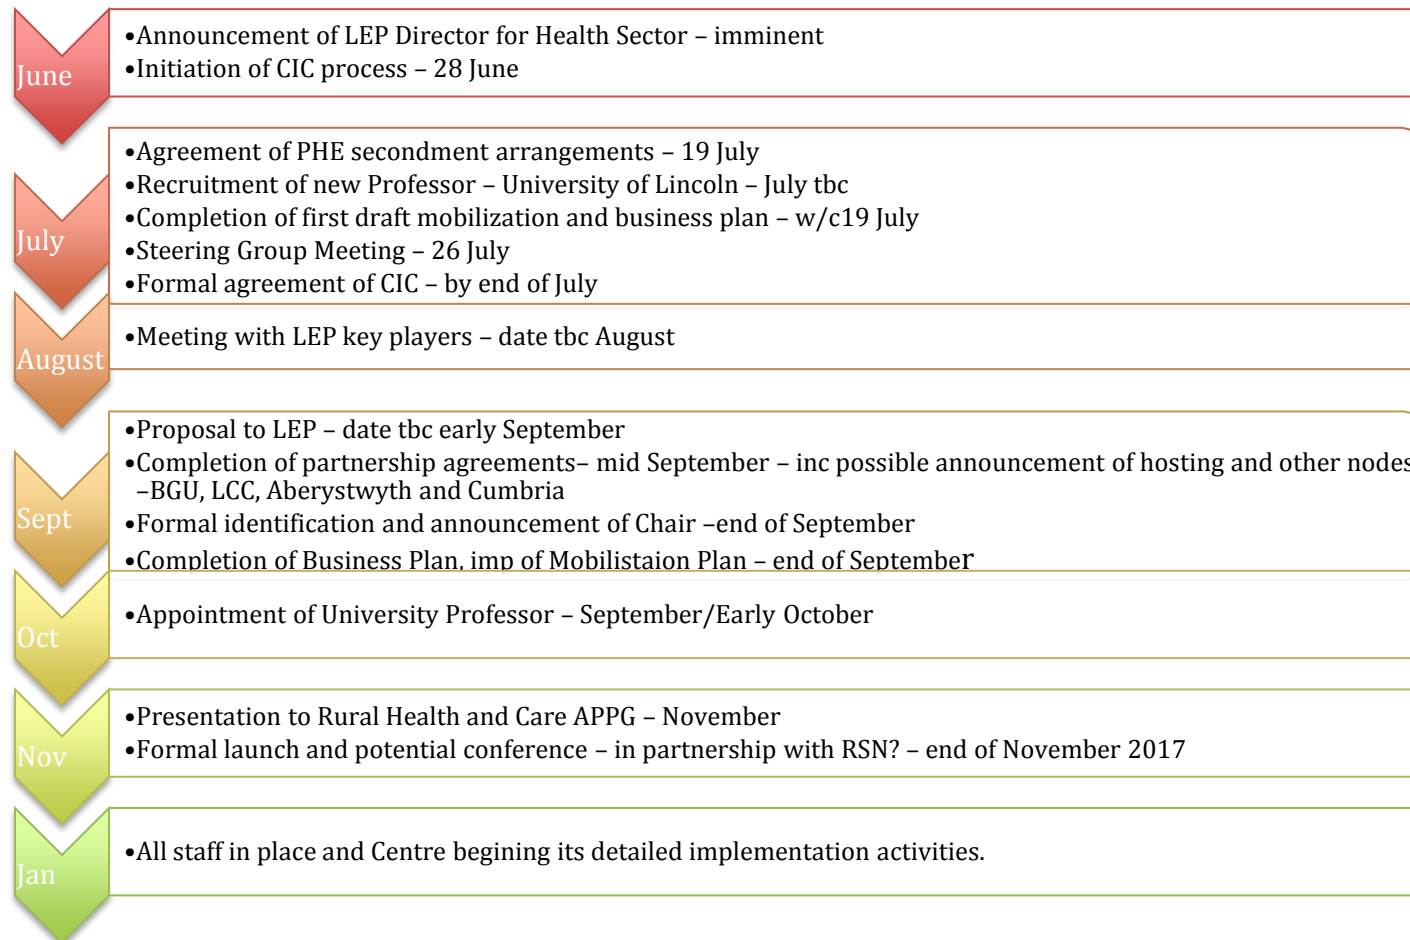 June
•Announcement of LEP Director for Health Sector – imminent
•Initiation of CIC process – 28 June
July
•Agreement of PHE secondment arrangements – 19 July
•Recruitment of new Professor – University of Lincoln – July tbc
•Completion of first draft mobilization and business plan – w/c19 July
•Steering Group Meeting – 26 July
•Formal agreement of CIC – by end of July
August
•Meeting with LEP key players – date tbc August
Sept
•Proposal to LEP – date tbc early September
•Completion of partnership agreements– mid September – inc possible announcement of hosting and other nodes
–BGU, LCC, Aberystwyth and Cumbria
•Formal identification and announcement of Chair –end of September
•Completion of Business Plan, imp of Mobilistaion Plan – end of September
Oct
•Appointment of University Professor – September/Early October
Nov
•Presentation to Rural Health and Care APPG – November
•Formal launch and potential conference – in partnership with RSN? – end of November 2017
Jan
•All staff in place and Centre begining its detailed implementation activities.